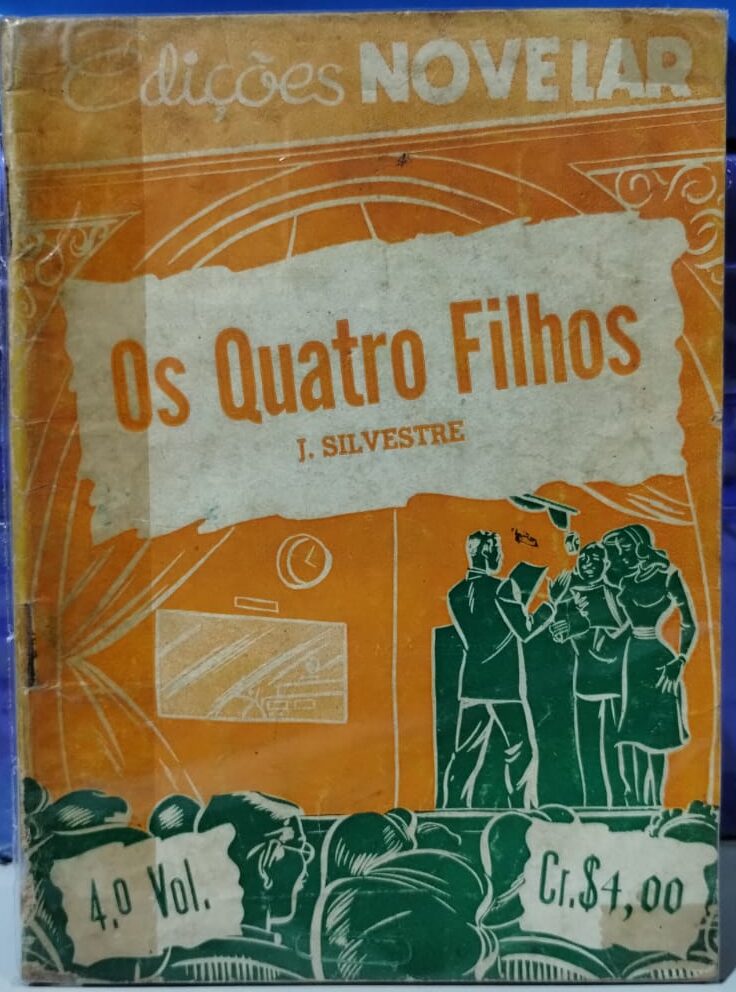 Edições NOVELAR
Os Quatro Filhos
J. SILVESTRE
4.º Vol.
Cr.$4,00